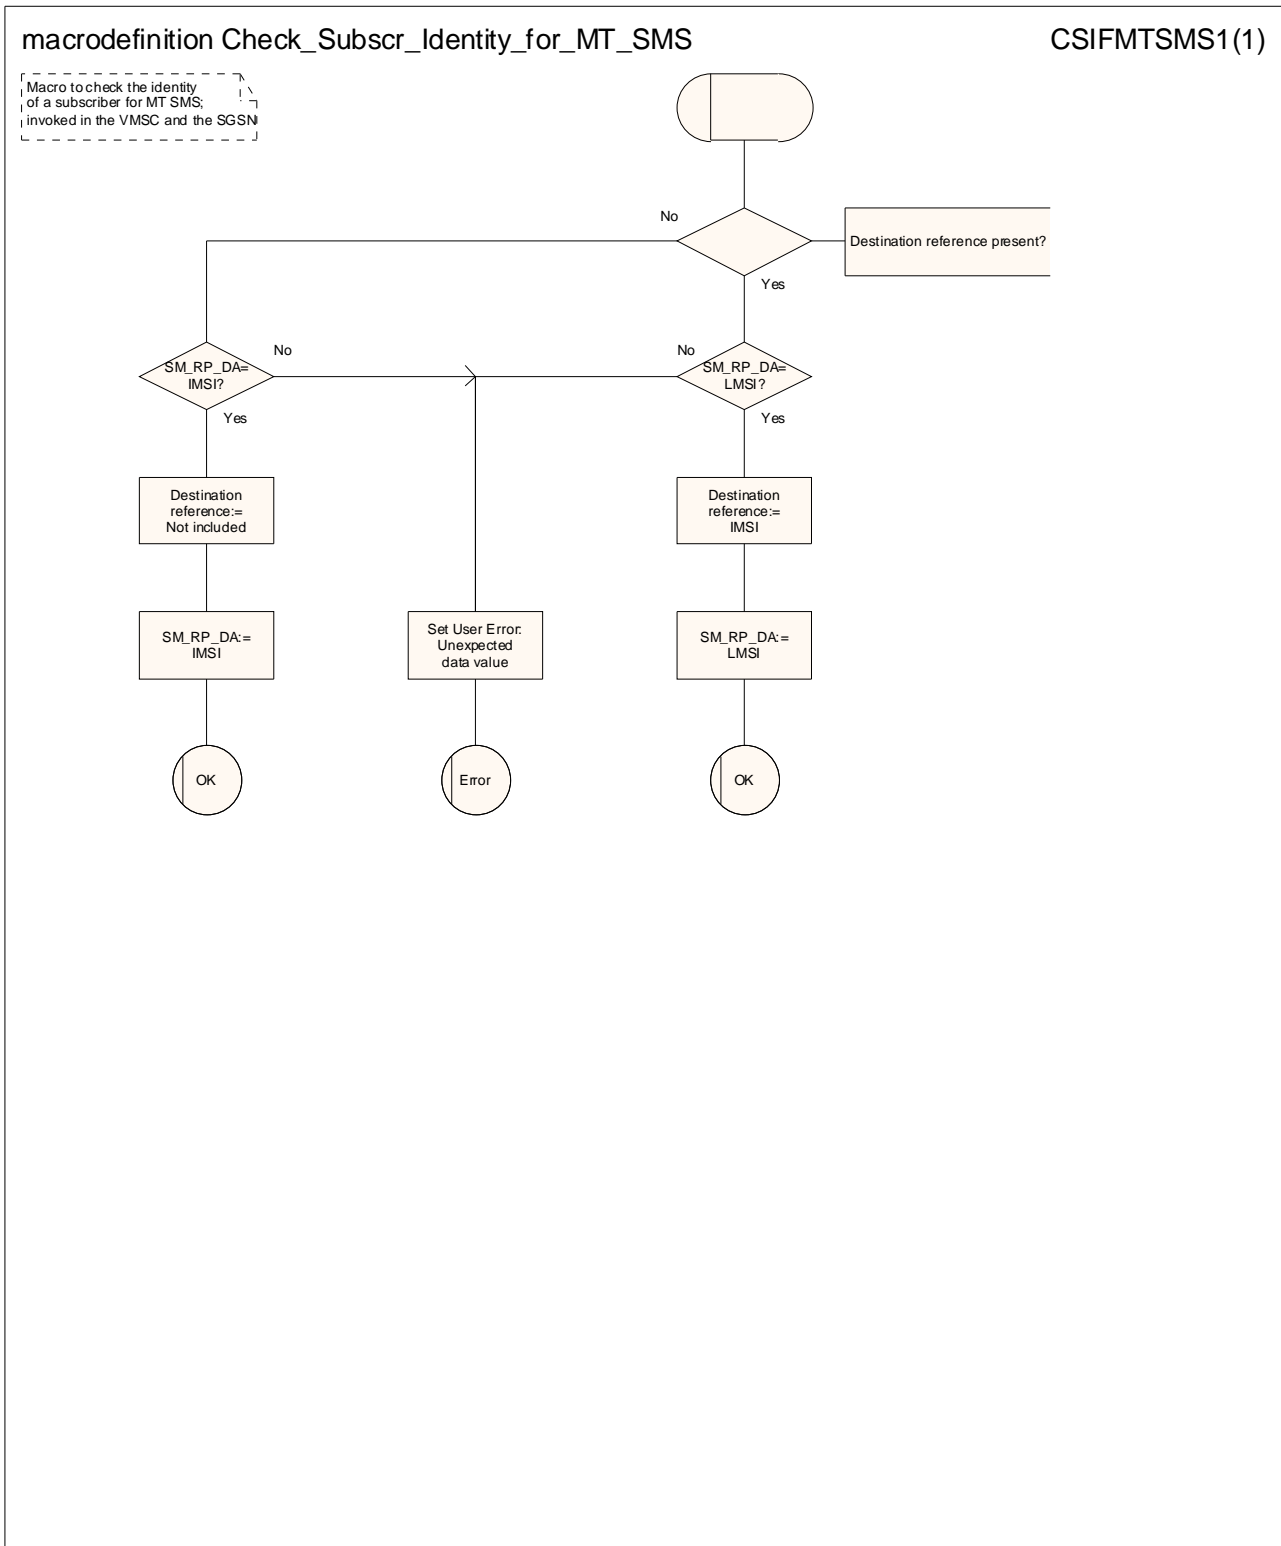 macrodefinition Check_Subscr_Identity_for_MT_SMS
CSIFMTSMS1(1)
Macro to check the identity
of a subscriber for MT SMS;
invoked in the VMSC and the SGSN
No
Destination reference present?
Yes
SM_RP_DA=
IMSI?
No
Yes
No
SM_RP_DA=
LMSI?
Yes
Destination
reference:=
Not included
Destination
reference:=
IMSI
SM_RP_DA:=
IMSI
Set User Error:
Unexpected
data value
SM_RP_DA:=
LMSI
OK
Error
OK